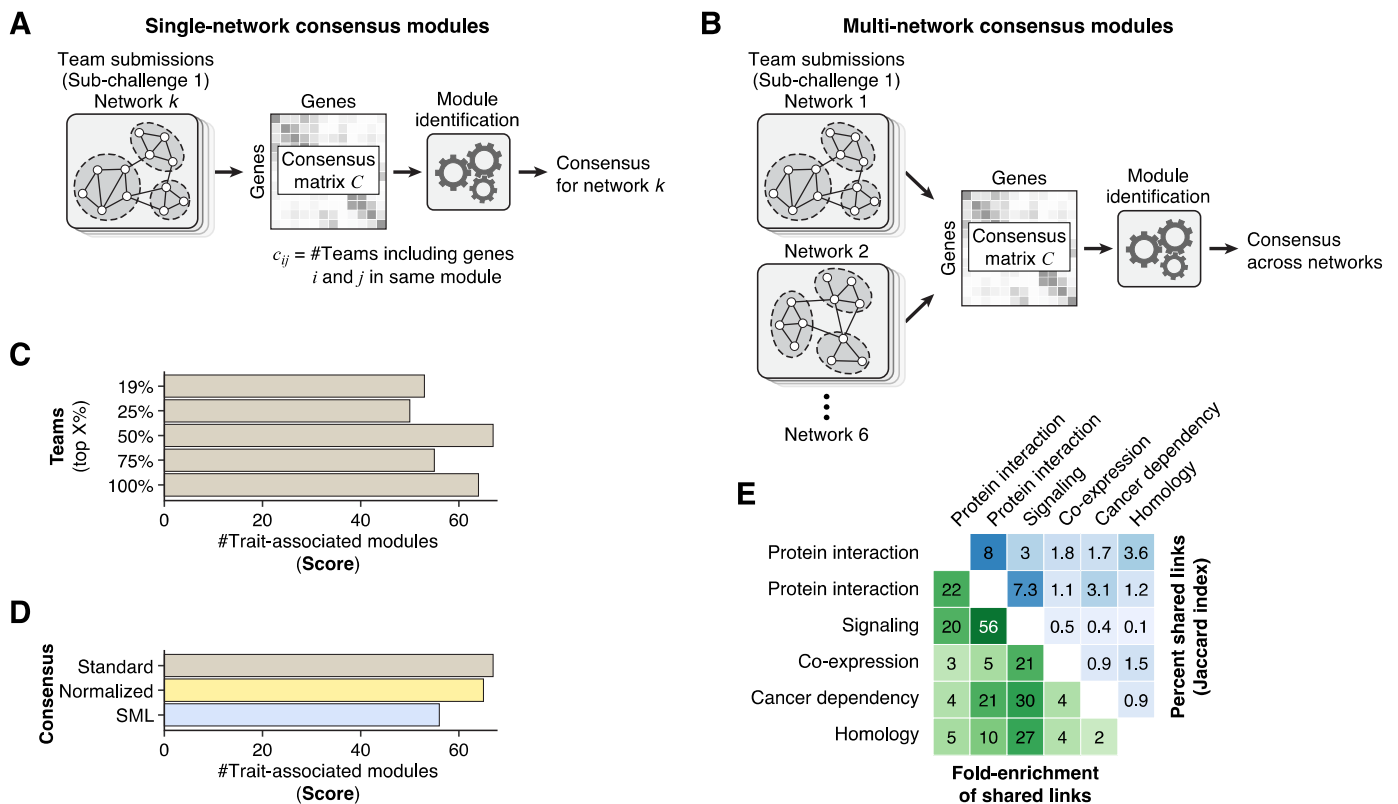 A
Single-network consensus modules
Team submissions
(Sub-challenge 1)
Network k
Genes
Genes
Consensus
matrix C
Module
identification
Consensus
for network k
c_ij = #Teams including genes
i and j in same module
B
Multi-network consensus modules
Team submissions
(Sub-challenge 1)
Network 1
Network 2
Network 6
Genes
Genes
Consensus
matrix C
Module
identification
Consensus
across networks
C
Teams
(top X%)
19%
25%
50%
75%
100%
0 20 40 60
#Trait-associated modules
(Score)
D
Consensus
Standard
Normalized
SML
0 20 40 60
#Trait-associated modules
(Score)
E
Protein interaction
Protein interaction
Signaling
Co-expression
Cancer dependency
Homology
Protein interaction 8 3 1.8 1.7 3.6
Protein interaction 22 7.3 1.1 3.1 1.2
Signaling 20 56 0.5 0.4 0.1
Co-expression 3 5 21 0.9 1.5
Cancer dependency 4 21 30 4 0.9
Homology 5 10 27 4 2
Percent shared links
(Jaccard index)
Fold-enrichment
of shared links